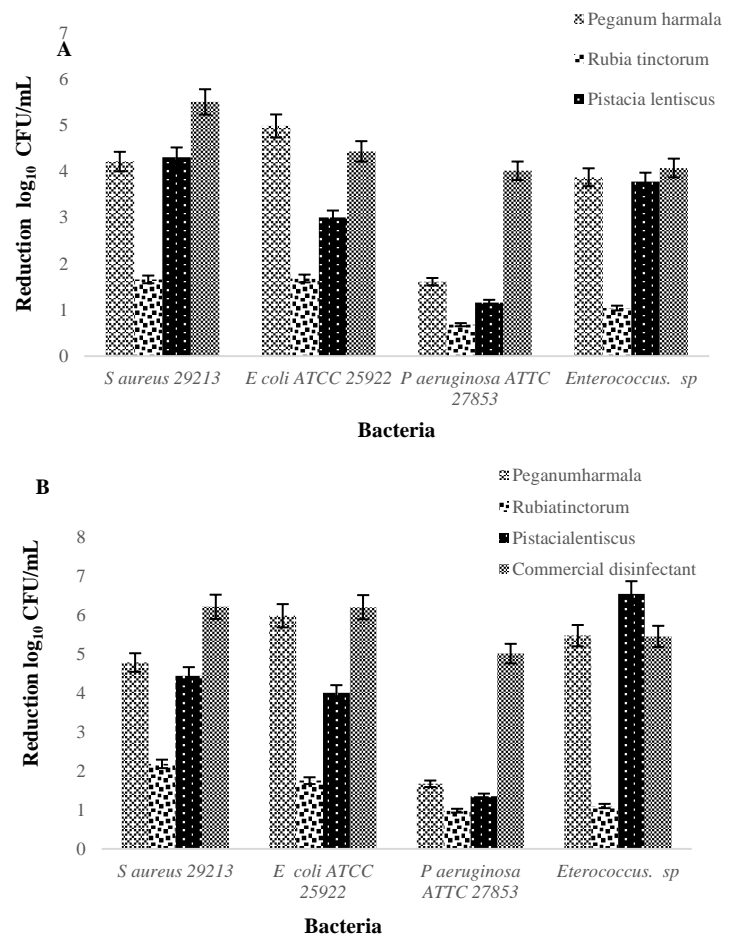 A
Reduction log₁₀ CFU/mL
7
6
5
4
3
2
1
0
Peganum harmala
Rubia tinctorum
Pistacia lentiscus
S aureus 29213
E coli ATCC 25922
P aeruginosa ATTC
27853
Enterococcus. sp
Bacteria
B
Reduction log₁₀ CFU/mL
8
7
6
5
4
3
2
1
0
Peganumharmala
Rubiatinctorum
Pistacialentiscus
Commercial disinfectant
S aureus 29213
E coli ATCC
25922
P aeruginosa
ATTC 27853
Eterococcus. sp
Bacteria